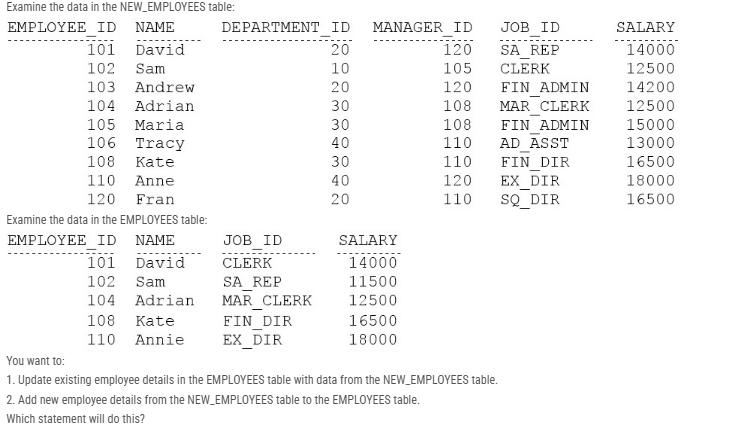 Examine the data in the NEW_EMPLOYEES table:
EMPLOYEE_ID NAME DEPARTMENT_ID MANAGER_ID JOB_ID SALARY
101 David 20 120 SA_REP 14000
102 Sam 10 105 CLERK 12500
103 Andrew 20 120 FIN_ADMIN 14200
104 Adrian 30 108 MAR_CLERK 12500
105 Maria 30 108 FIN_ADMIN 15000
106 Tracy 40 110 AD_ASST 13000
108 Kate 30 110 FIN_DIR 16500
110 Anne 40 120 EX_DIR 18000
120 Fran 20 110 SQ_DIR 16500
Examine the data in the EMPLOYEES table:
EMPLOYEE_ID NAME JOB_ID SALARY
101 David CLERK 14000
102 Sam SA_REP 11500
104 Adrian MAR_CLERK 12500
108 Kate FIN_DIR 16500
110 Annie EX_DIR 18000
You want to:
1. Update existing employee details in the EMPLOYEES table with data from the NEW_EMPLOYEES table.
2. Add new employee details from the NEW_EMPLOYEES table to the EMPLOYEES table.
Which statement will do this?